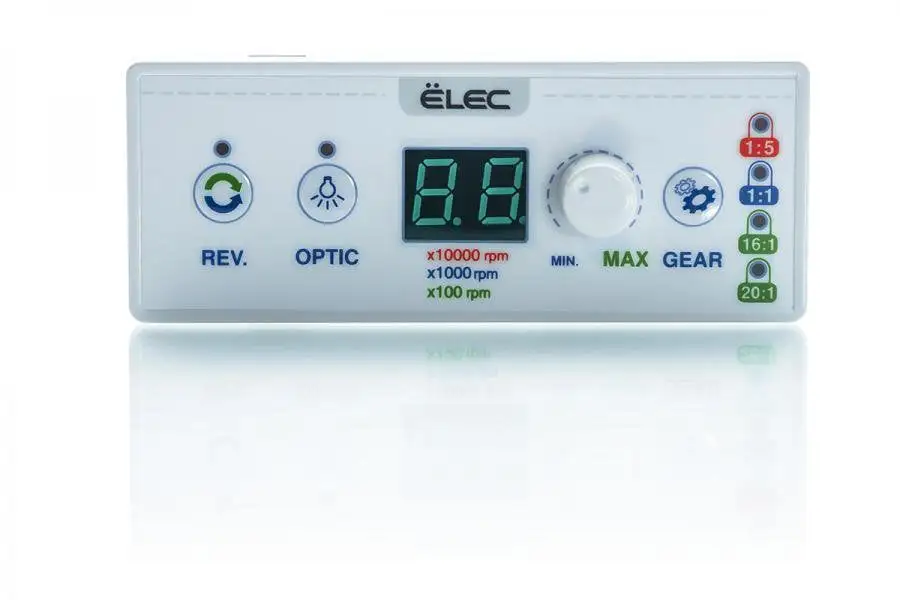 ËLEC
8.8.
REV.
OPTIC
x10000 rpm
x1000 rpm
x100 rpm
MIN.
MAX
GEAR
1:5
1:1
16:1
20:1